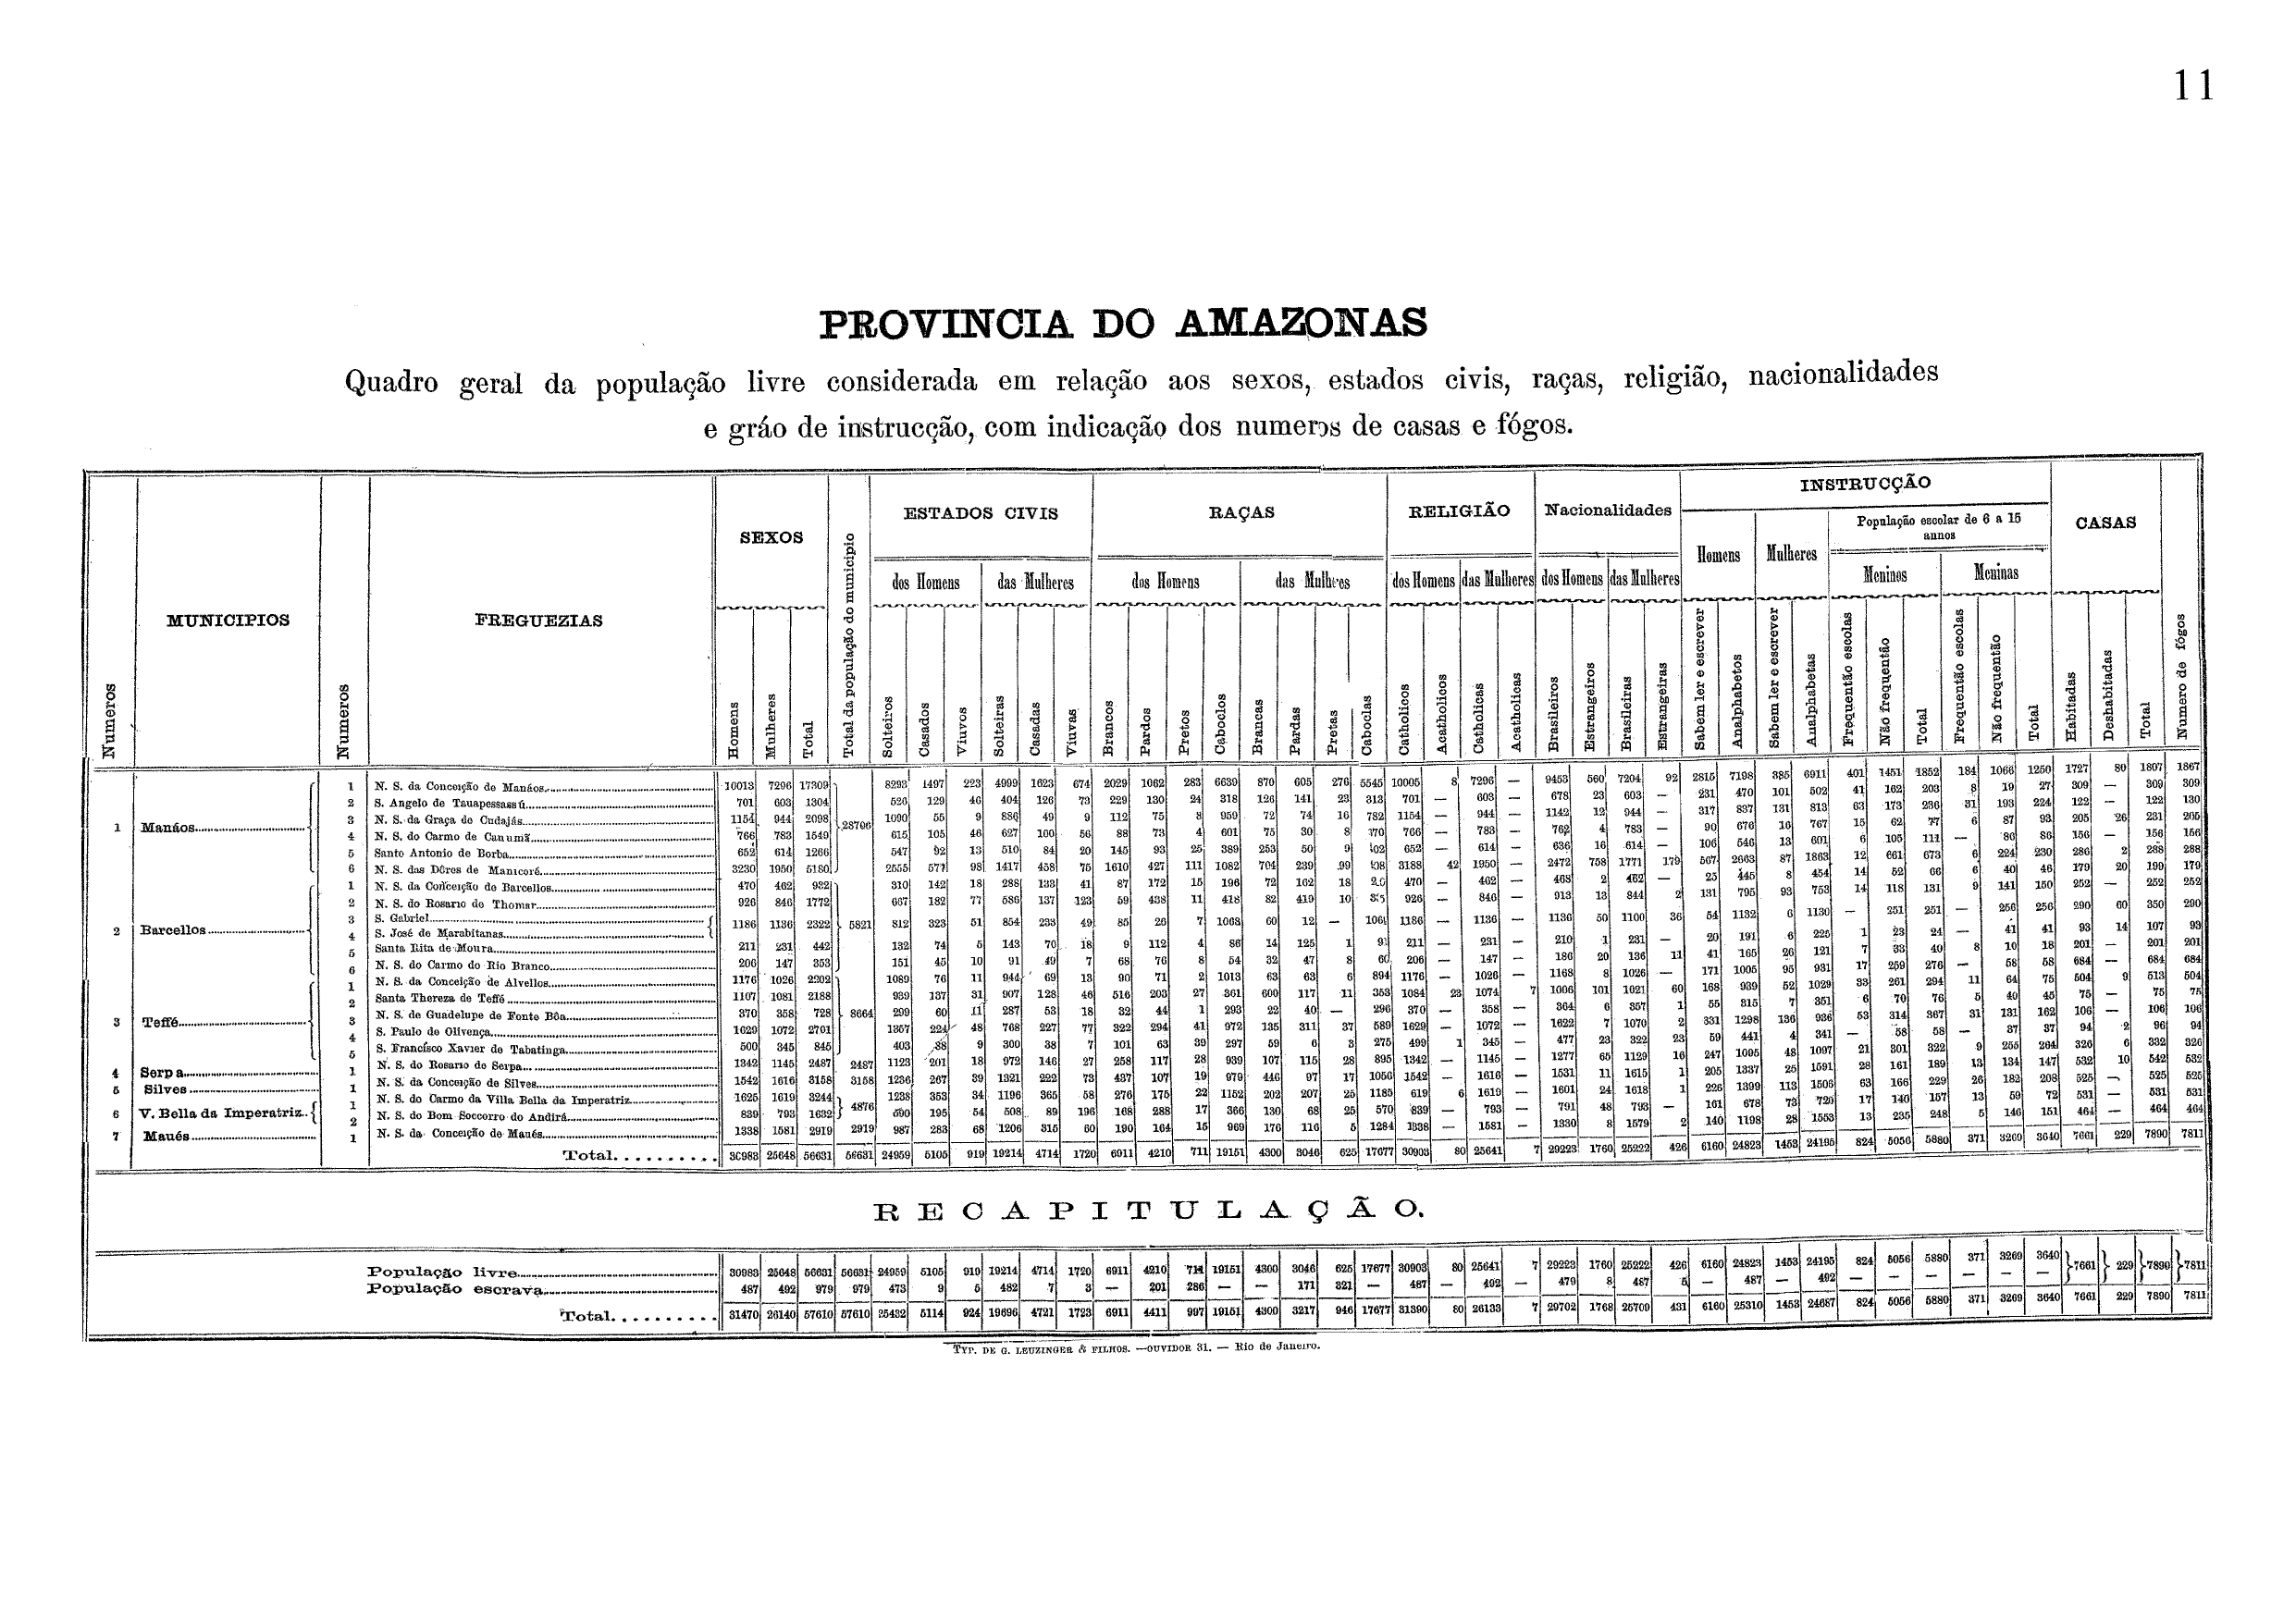 11
PROVINCIA DO AMAZONAS
Quadro geral da população livre considerada em relação aos sexos, estados civis, raças, religião, nacionalidades
e gráo de instrucção, com indicação dos numeros de casas e fógos.
Numeros
MUNICIPIOS
Numeros
FREGUEZIAS
SEXOS
Homens
Mulheres
Total
Total da população do municipio
ESTADOS CIVIS
dos Homens
das Mulheres
Solteiros
Casados
Viuvos
Solteiras
Casadas
Viuvas
RAÇAS
dos Homens
das Mulheres
Brancos
Pardos
Pretos
Caboclos
Brancas
Pardas
Pretas
Caboclas
RELIGIÃO
dos Homens
das Mulheres
Catholicos
Acatholicos
Catholicas
Acatholicas
Nacionalidades
dos Homens
das Mulheres
Brasileiros
Estrangeiros
Brasileiras
Estrangeiras
INSTRUCÇÃO
Homens
Mulheres
População escolar de 6 a 15
annos
Meninos
Meninas
Sabem ler e escrever
Analphabetos
Sabem ler e escrever
Analphabetas
Frequentão escolas
Não frequentão
Total
Frequentão escolas
Não frequentão
Total
CASAS
Habitadas
Deshabitadas
Total
Numero de fógos
1 Manáos
1 N. S. da Conceição de Manáos 10013 7296 17309 8293 1497 223 4999 1623 674 2029 1062 283 6639 870 605 276 5545 10005 8 7296 — 9453 560 7204 92 2815 7198 385 6911 401 1451 1852 184 1066 1250 1727 80 1807 1867
2 S. Angelo de Tauapessassú 701 603 1304 526 129 46 404 126 73 229 130 24 318 126 141 23 313 701 — 603 — 678 23 603 — 231 470 101 502 41 162 203 8 19 27 309 — 309 309
3 N. S. da Graça de Cudajás 1154 944 2098 1090 55 9 886 49 9 112 75 8 959 72 74 16 782 1154 — 944 — 1142 12 944 — 317 837 131 813 63 173 236 31 193 224 122 — 122 130
28706
4 N. S. do Carmo de Canumã 766 783 1549 615 105 46 627 100 56 88 73 4 601 75 30 8 766 — 783 — 762 4 783 — 90 676 16 767 15 62 77 6 87 93 205 26 231 205
5 Santo Antonio de Borba 652 614 1266 547 92 13 510 84 20 145 93 25 389 253 50 9 652 — 614 — 636 16 614 — 106 546 13 601 6 105 111 — 86 86 156 — 156 156
6 N. S. das Dôres de Manicoré 3230 1950 5180 2555 577 98 1417 458 75 1610 427 111 1082 704 239 3188 42 1950 — 2472 758 1771 179 567 2663 87 1863 12 661 673 6 224 230 286 2 288 288
2 Barcellos
1 N. S. da Conceição de Barcellos 470 462 932 310 142 18 288 133 41 87 172 15 196 72 162 18 470 — 462 — 468 2 462 — 25 445 8 454 14 52 66 6 40 46 179 20 199 179
2 N. S. do Rosario de Thomar 926 846 1772 667 182 77 586 137 123 59 438 11 418 82 419 10 926 — 846 — 913 13 844 2 131 795 93 753 14 118 131 9 141 150 252 — 252 252
3 S. Gabriel
4 S. José de Marabitanas
1186 1136 2322 5821 812 323 51 854 233 49 85 26 7 1068 60 12 — 1186 — 1136 — 1136 50 1100 36 54 1132 6 1130 — 251 251 — 256 256 290 60 350 290
5 Santa Rita de Moura 211 231 442 132 74 5 143 70 18 9 112 4 86 14 125 1 211 — 231 — 210 1 231 — 20 191 6 225 1 23 24 — 41 41 93 14 107 93
6 N. S. do Carmo do Rio Branco 206 147 353 151 45 10 91 49 7 68 76 8 54 32 47 8 60 206 — 147 — 186 20 136 11 41 165 26 121 7 33 40 8 10 18 201 — 201 201
3 Teffé
1 N. S. da Conceição de Alvellos 1176 1026 2202 1089 76 11 944 69 13 90 71 2 1013 63 63 6 894 1176 — 1026 — 1168 8 1026 — 171 1005 95 931 17 259 276 — 58 58 684 — 684 684
2 Santa Thereza de Teffé 1107 1081 2188 939 137 31 907 128 46 516 203 27 361 600 117 11 353 1084 23 1074 7 1006 101 1021 60 168 939 52 1029 33 261 294 11 64 75 504 9 513 504
3 N. S. de Guadelupe de Fonte Bôa 370 358 728 8664 299 60 11 287 53 18 32 44 1 293 22 40 — 296 370 — 358 — 364 6 357 1 55 315 7 351 6 70 76 5 40 45 75 — 75 75
4 S. Paulo de Olivença 1629 1072 2701 1357 224 48 768 227 77 322 294 41 972 135 311 37 589 1629 — 1072 — 1622 7 1070 2 331 1298 136 936 53 314 367 31 131 162 106 — 106 106
5 S. Francisco Xavier de Tabatinga 500 345 845 403 88 9 300 38 7 101 63 39 297 59 6 3 275 499 1 345 — 477 23 322 23 59 441 4 341 — 58 58 — 37 37 94 2 96 94
4 Serpa 1 N. S. do Rosario de Serpa 1342 1145 2487 2487 1123 201 18 972 146 27 258 117 28 939 107 115 28 895 1342 — 1145 — 1277 65 1129 16 247 1095 48 1097 21 301 322 9 255 264 326 6 332 326
5 Silves 1 N. S. da Conceição de Silves 1542 1616 3158 3158 1236 267 39 1321 222 73 437 107 19 979 446 97 17 1056 1542 — 1616 — 1531 11 1615 1 205 1337 25 1591 28 161 189 13 134 147 532 10 542 532
6 V. Bella da Imperatriz
1 N. S. do Carmo da Villa Bella da Imperatriz 1625 1619 3244 1238 353 34 1196 365 58 276 175 22 1152 202 207 25 1185 619 6 1619 — 1601 24 1618 1 226 1399 113 1506 63 166 229 26 182 208 525 — 525 525
4876
2 N. S. do Bom Soccorro do Andirá 839 793 1632 590 195 54 508 89 196 168 288 17 366 130 68 25 570 839 — 793 — 791 48 793 — 161 678 73 720 17 140 157 13 59 72 531 — 531 531
7 Maués 1 N. S. da Conceição de Maués 1338 1581 2919 2919 987 283 68 1206 315 60 190 164 15 969 176 116 5 1284 1338 — 1581 — 1330 8 1579 2 140 1198 28 1553 13 235 248 5 146 151 464 — 464 464
Total 30983 25648 56631 56631 24959 5105 919 19214 4714 1720 6911 4210 711 19151 4300 3046 625 17677 30903 80 25641 7 29223 1760 25222 426 6160 24823 1453 24195 824 5056 5880 371 3269 3640 7661 229 7890 7811
RECAPITULAÇÃO.
População livre 30983 25648 56631 56631 24959 5105 919 19214 4714 1720 6911 4210 711 19151 4300 3046 625 17677 30903 80 25641 7 29223 1760 25222 426 6160 24823 1453 24195 824 5056 5880 371 3269 3640 7661 229 7890 7811
População escrava 487 492 979 979 473 9 5 482 7 3 — 201 286 — — 171 321 — 487 — 492 — 479 8 487 5 — 487 — 492 — — — — — —
Total 31470 26140 57610 57610 25432 5114 924 19696 4721 1723 6911 4411 997 19151 4300 3217 946 17677 31390 80 26133 7 29702 1768 25709 431 6160 25310 1453 24687 824 5056 5880 371 3269 3640 7661 229 7890 7811
TYP. DE G. LEUZINGER & FILHOS. —OUVIDOR 31. — Rio de Janeiro.